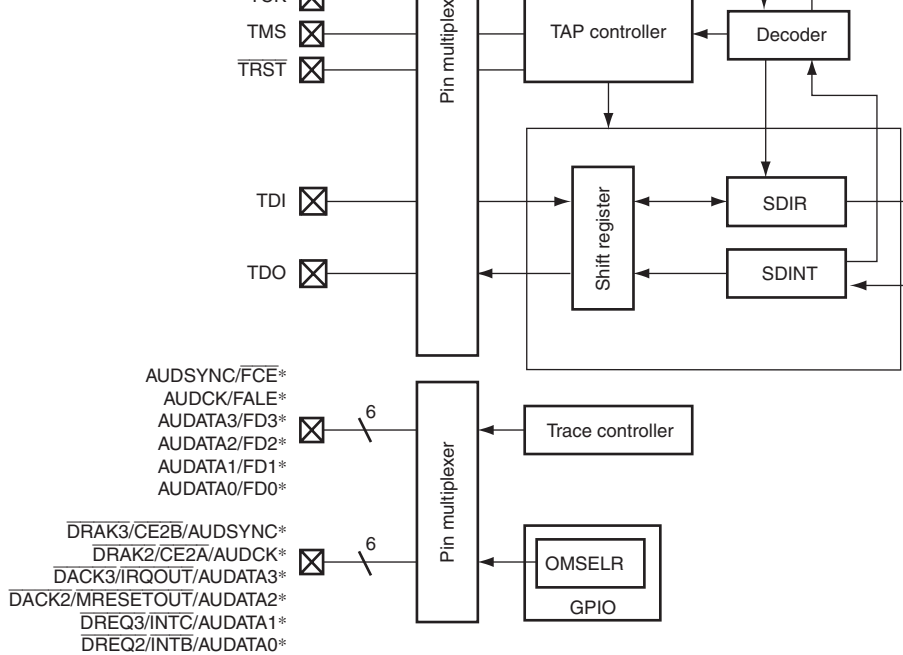 TMS
TRST
TDI
TDO
TAP controller
Decoder
Shift register
SDIR
SDINT
AUDSYNC/FCE*
AUDCK/FALE*
AUDATA3/FD3*
AUDATA2/FD2*
AUDATA1/FD1*
AUDATA0/FD0*
6
Pin multiplexer
Trace controller
DRAK3/CE2B/AUDSYNC*
DRAK2/CE2A/AUDCK*
DACK3/IRQOUT/AUDATA3*
DACK2/MRESETOUT/AUDATA2*
DREQ3/INTC/AUDATA1*
DREQ2/INTB/AUDATA0*
6
OMSELR
GPIO